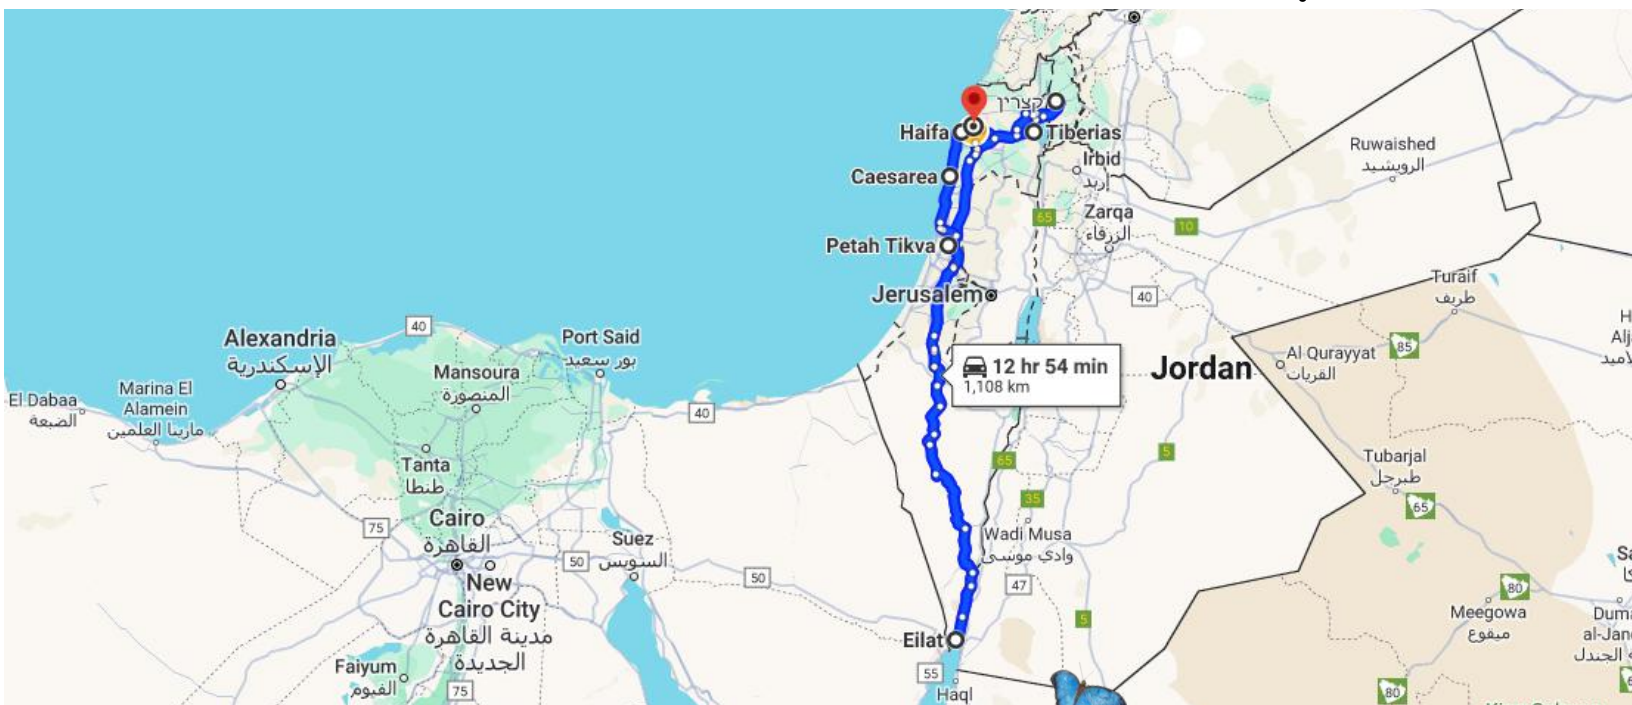 קצרין
Haifa
Tiberias
Caesarea
Irbid
إربد
Ruwaished
الرويشيد
65
Zarqa
الزرقاء
10
Petah Tikva
Jerusalem
40
Turaif
طريف
Alexandria
الإسكندرية
40
Port Said
بور سعيد
12 hr 54 min
1,108 km
Jordan
Al Qurayyat
القريات
85
El Dabaa
الضبعة
Marina El
Alamein
مارينا العلمين
Mansoura
المنصورة
40
Tanta
طنطا
65
5
Tubarjal
طبرجل
65
35
75
Cairo
القاهرة
Suez
السويس
50
50
Wadi Musa
وادي موسى
47
New
Cairo City
مدينة القاهرة
الجديدة
80
Meegowa
ميقوع
5
Eilat
Faiyum
الفيوم
75
55
Haql
80